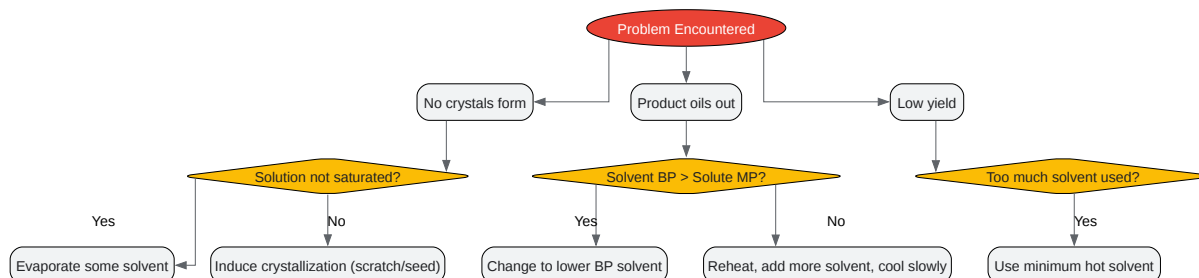 Problem Encountered
No crystals form
Product oils out
Low yield
Solution not saturated?
Solvent BP > Solute MP?
Too much solvent used?
Yes
No
Yes
No
Yes
Evaporate some solvent
Induce crystallization (scratch/seed)
Change to lower BP solvent
Reheat, add more solvent, cool slowly
Use minimum hot solvent